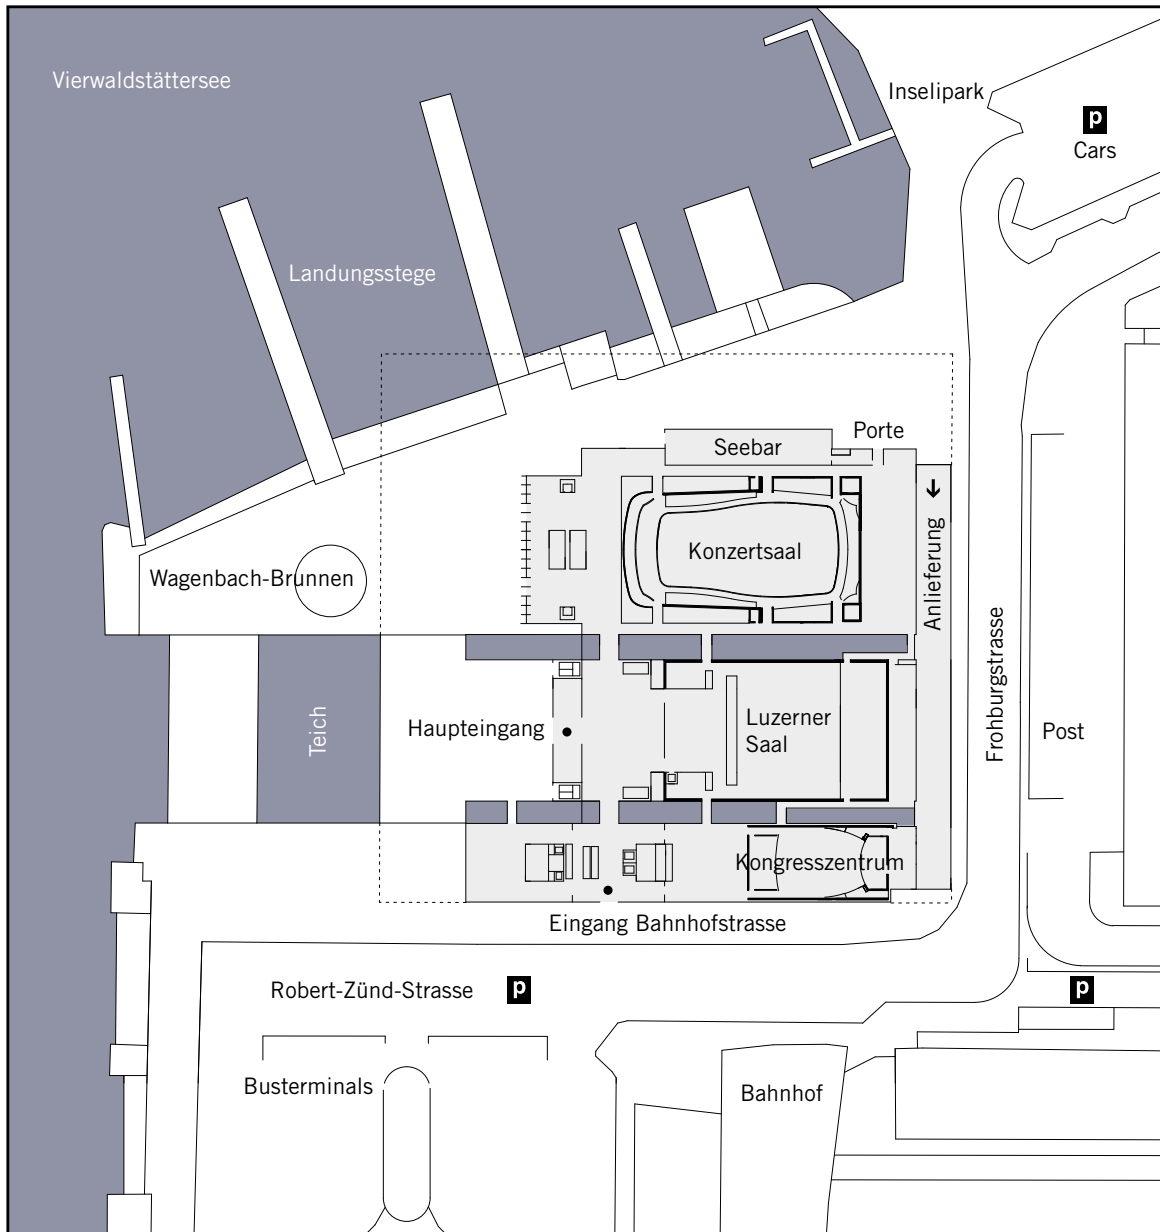 Vierwaldstättersee
Inselipark
P
Cars
Landungsstege
Porte
Seebar
Konzertsaal
Anlieferung
Wagenbach-Brunnen
Frohburgstrasse
Teich
Haupteingang
Luzerner
Saal
Post
Kongresszentrum
Eingang Bahnhofstrasse
Robert-Zünd-Strasse P
P
Busterminals
Bahnhof